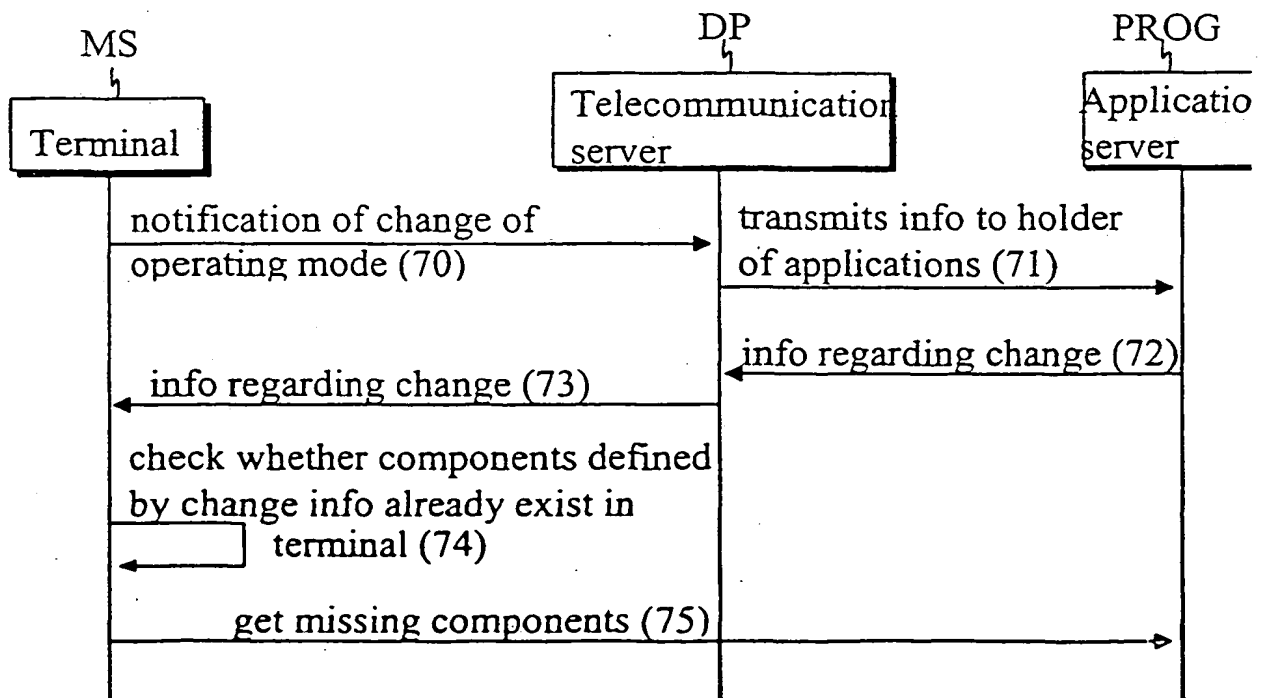 MS
DP
PROG
Terminal
Telecommunication
server
Applicatio
server
notification of change of
operating mode (70)
transmits info to holder
of applications (71)
info regarding change (72)
info regarding change (73)
check whether components defined
by change info already exist in
terminal (74)
get missing components (75)